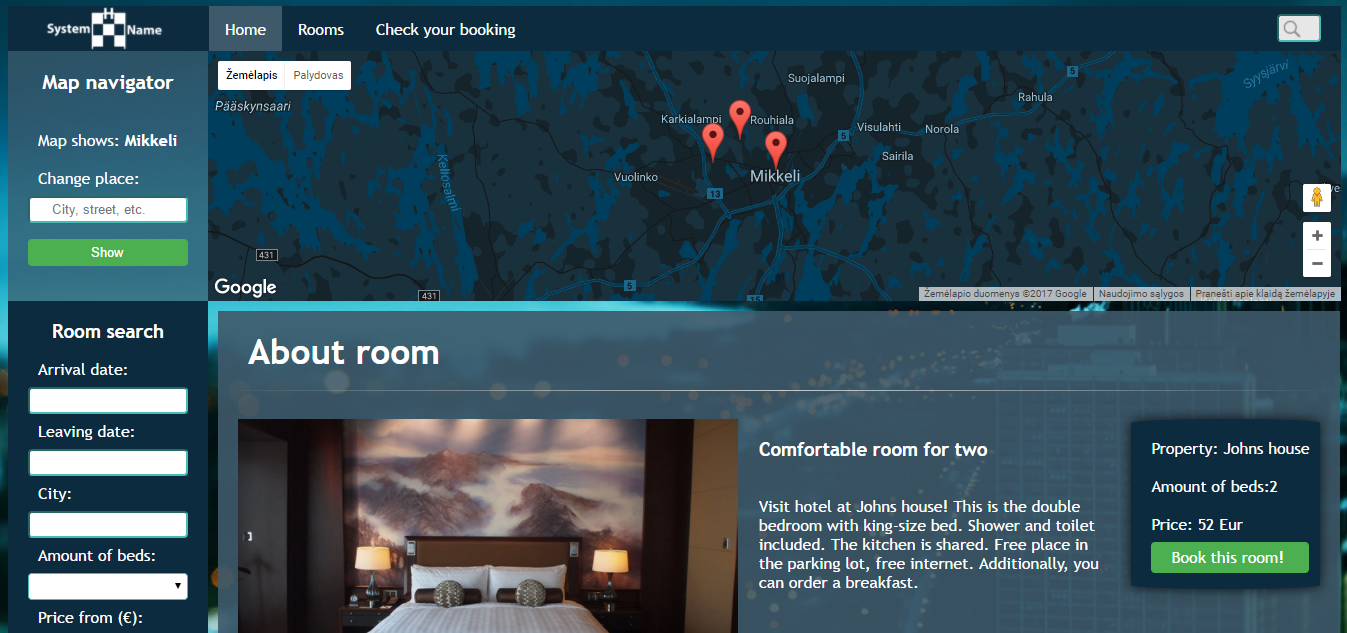 System H Name
Home
Rooms
Check your booking
Map navigator
Map shows: Mikkeli
Change place:
City, street, etc.
Show
Žemėlapis
Palydovas
Pääskynsaari
Suojalampi
5
Syysjärvi
Rahula
Karkialampi
Rouhiala
Visulahti
Norola
5
Sairila
Kellosalmi
Vuolinko
Mikkeli
13
431
5
431
15
Google
Žemėlapio duomenys ©2017 Google
Naudojimo sąlygos
Pranešti apie klaidą žemėlapyje
Room search
Arrival date:
Leaving date:
City:
Amount of beds:
Price from (€):
About room
Comfortable room for two
Visit hotel at Johns house! This is the double
bedroom with king-size bed. Shower and toilet
included. The kitchen is shared. Free place in
the parking lot, free internet. Additionally, you
can order a breakfast.
Property: Johns house
Amount of beds:2
Price: 52 Eur
Book this room!